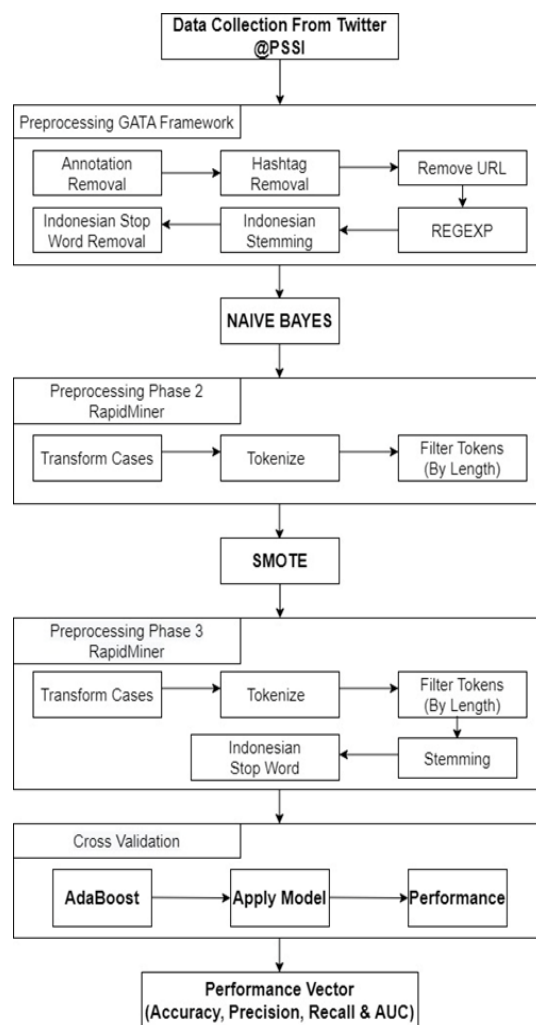 Data Collection From Twitter
@PSSI
Preprocessing GATA Framework
Annotation
Removal
Hashtag
Removal
Remove URL
REGEXP
Indonesian
Stemming
Indonesian Stop
Word Removal
NAIVE BAYES
Preprocessing Phase 2
RapidMiner
Transform Cases
Tokenize
Filter Tokens
(By Length)
SMOTE
Preprocessing Phase 3
RapidMiner
Transform Cases
Tokenize
Filter Tokens
(By Length)
Stemming
Indonesian
Stop Word
Cross Validation
AdaBoost
Apply Model
Performance
Performance Vector
(Accuracy, Precision, Recall & AUC)